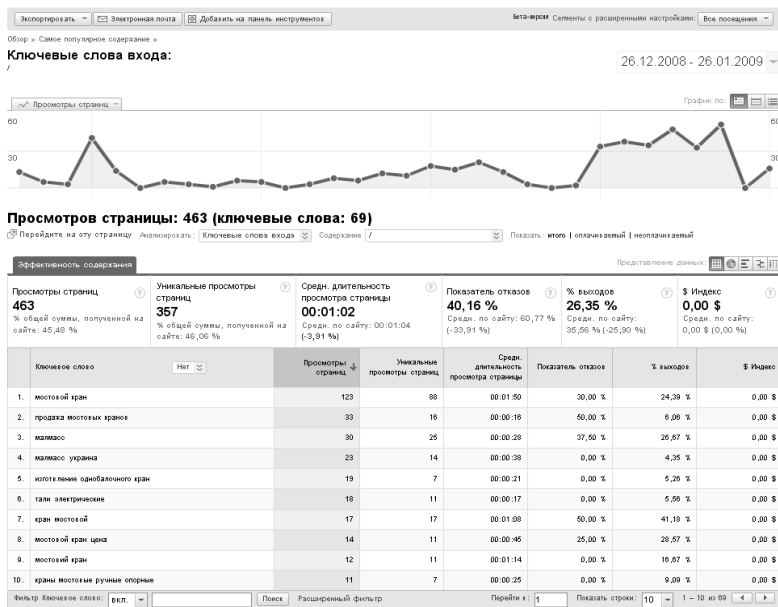 Экспортировать Электронная почта Добавить на панель инструментов Бета-версия Сегменты с расширенными настройками: Все посещения
Обзор » Самое популярное содержание »
Ключевые слова входа:
/
26.12.2008 - 26.01.2009
Просмотры страниц График по:
60 60
30 30
Просмотров страницы: 463 (ключевые слова: 69)
Перейдите на эту страницу Анализировать: Ключевые слова входа Содержание / Показать: итого | оплачиваемый | неоплачиваемый
Эффективность содержания Представление данных:
Просмотры страниц
463
% общей суммы, полученной на сайте: 45,48 %
Уникальные просмотры страниц
357
% общей суммы, полученной на сайте: 46,06 %
Средн. длительность просмотра страницы
00:01:02
Средн. по сайту: 00:01:04 (-3,91 %)
Показатель отказов
40,16 %
Средн. по сайту: 60,77 % (-33,91 %)
% выходов
26,35 %
Средн. по сайту: 35,56 % (-25,90 %)
$ Индекс
0,00 $
Средн. по сайту: 0,00 $ (0,00 %)
Ключевое слово Нет Просмотры страниц Уникальные просмотры страниц Средн. длительность просмотра страницы Показатель отказов % выходов $ Индекс
1. мостовой кран 123 88 00:01:50 30,00 % 24,39 % 0,00 $
2. продажа мостовых кранов 33 16 00:00:16 50,00 % 6,06 % 0,00 $
3. малмасс 30 25 00:00:28 37,50 % 26,67 % 0,00 $
4. малмасс украина 23 14 00:00:38 0,00 % 4,35 % 0,00 $
5. изготвление однобалочного кран 19 7 00:00:21 0,00 % 5,26 % 0,00 $
6. тали электрические 18 11 00:00:17 0,00 % 5,56 % 0,00 $
7. кран мостовой 17 17 00:01:08 50,00 % 41,18 % 0,00 $
8. мостовой кран цена 14 11 00:00:46 25,00 % 28,57 % 0,00 $
9. мостовий кран 12 11 00:01:14 0,00 % 16,67 % 0,00 $
10. краны мостовые ручные опорные 11 7 00:00:25 0,00 % 9,09 % 0,00 $
Фильтр Ключевое слово: вкл. Поиск Расширенный фильтр Перейти к: 1 Показать строки: 10 1 – 10 из 69